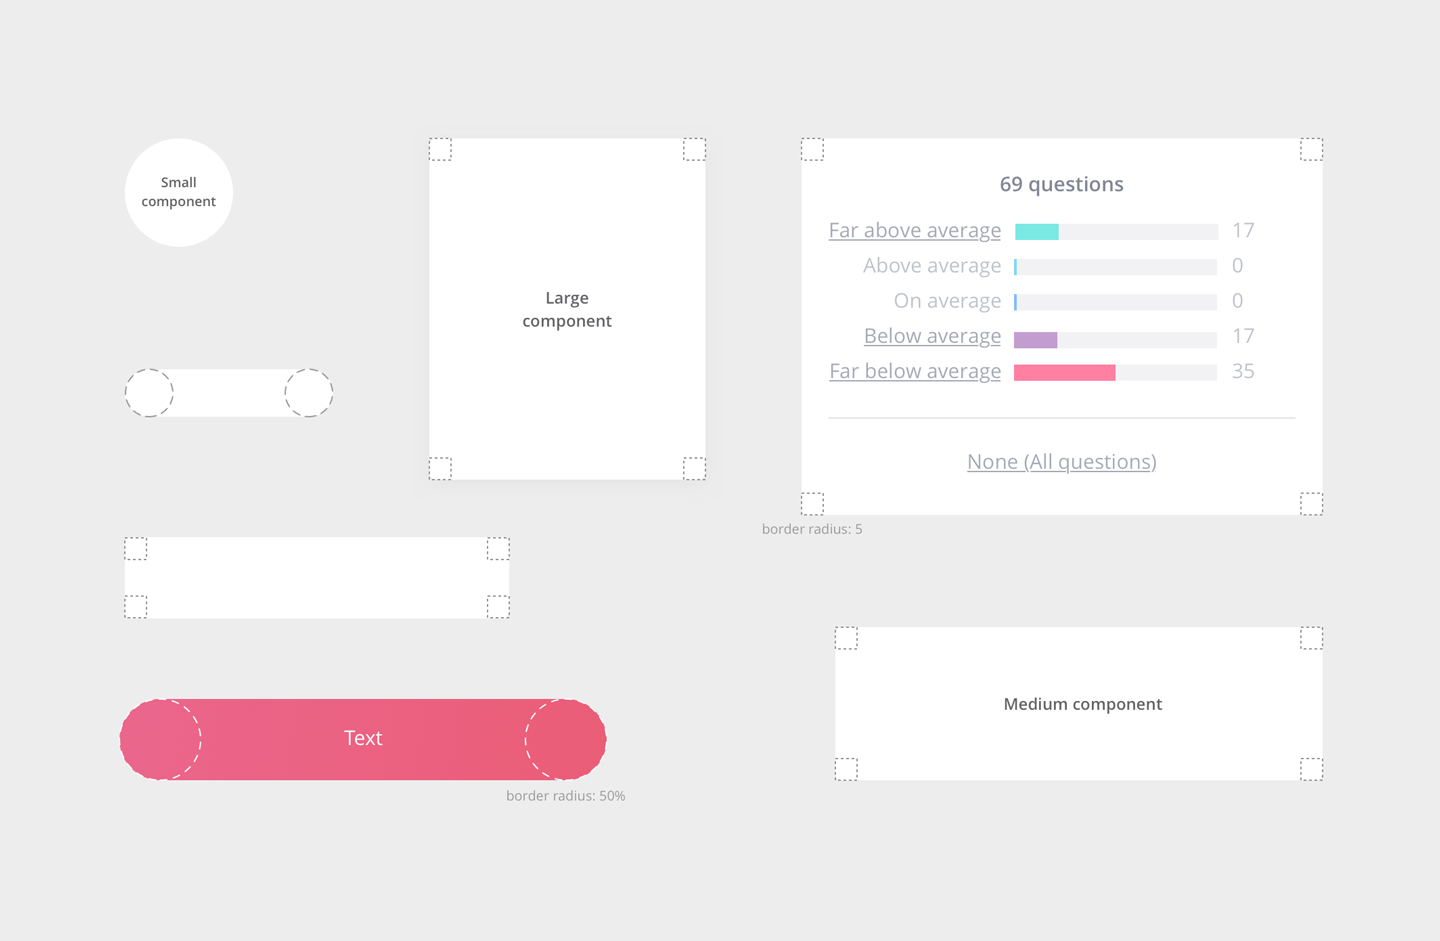 Small
component
Large
component
69 questions
Far above average 17
Above average 0
On average 0
Below average 17
Far below average 35
None (All questions)
border radius: 5
Text
border radius: 50%
Medium component